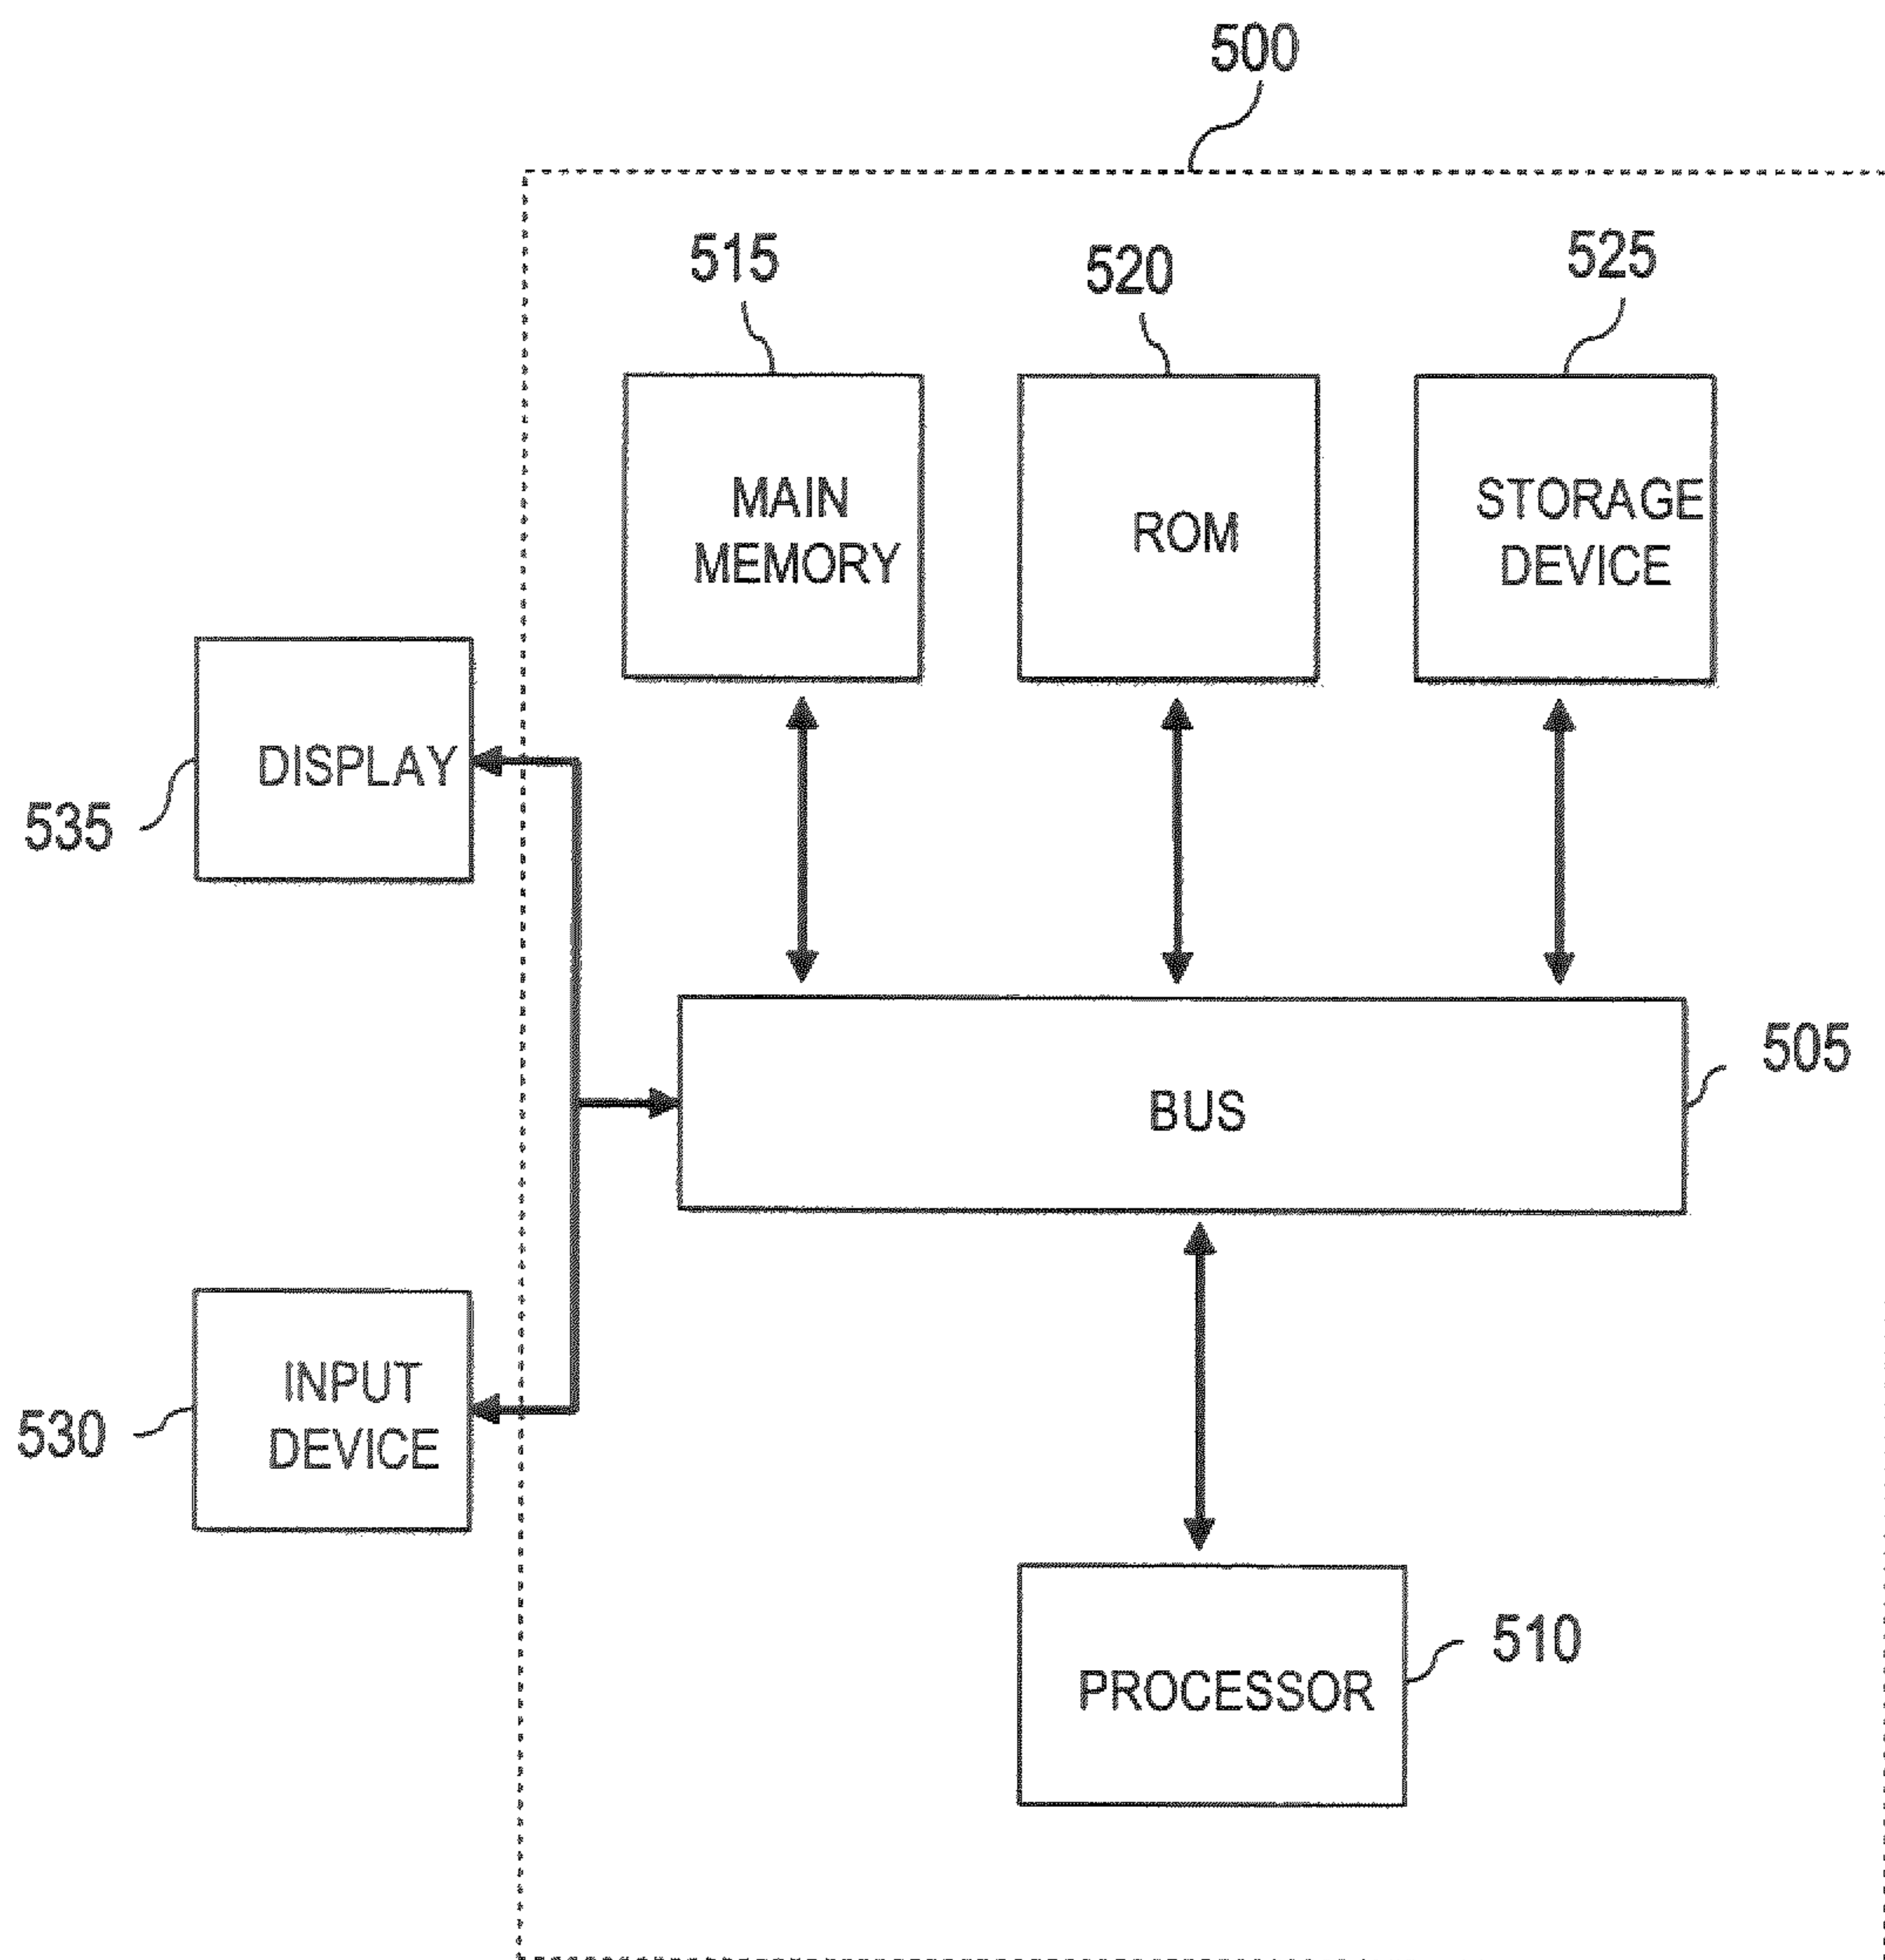 500
515
520
525
MAIN
MEMORY
ROM
STORAGE
DEVICE
DISPLAY
535
BUS
505
INPUT
DEVICE
530
PROCESSOR
510